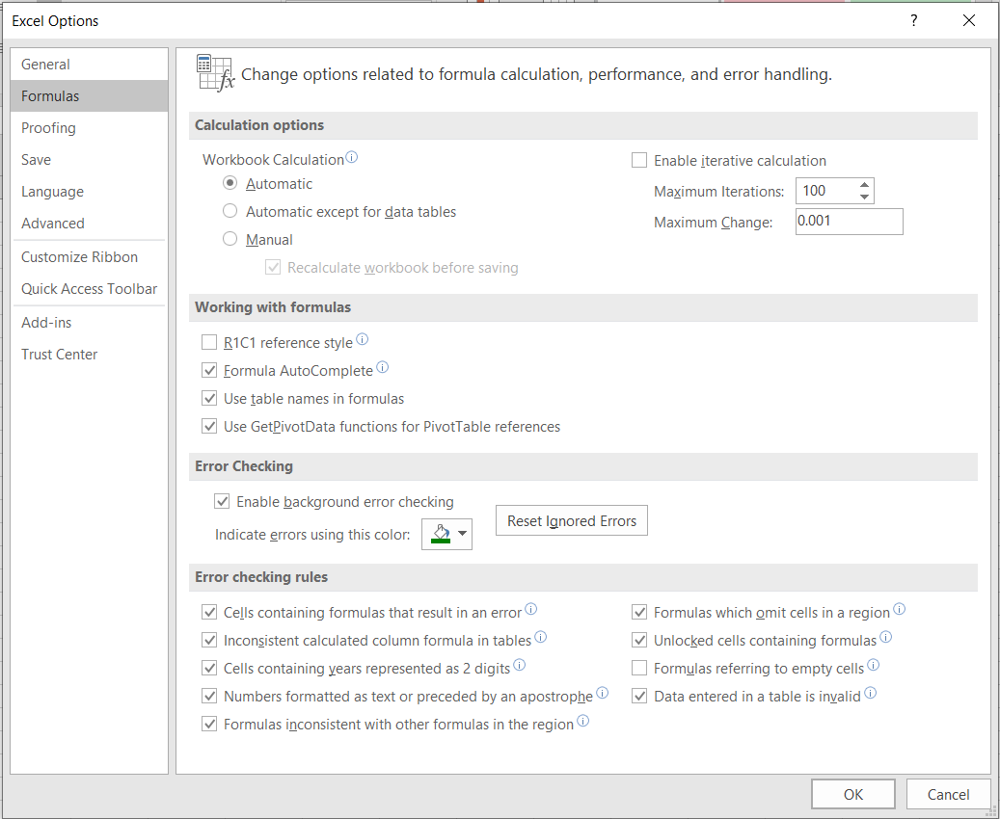 Excel Options
?
General
Formulas
Proofing
Save
Language
Advanced
Customize Ribbon
Quick Access Toolbar
Add-ins
Trust Center
Change options related to formula calculation, performance, and error handling.
Calculation options
Workbook Calculation
Automatic
Automatic except for data tables
Manual
Recalculate workbook before saving
Enable iterative calculation
Maximum Iterations: 100
Maximum Change: 0.001
Working with formulas
R1C1 reference style
Formula AutoComplete
Use table names in formulas
Use GetPivotData functions for PivotTable references
Error Checking
Enable background error checking
Indicate errors using this color:
Reset Ignored Errors
Error checking rules
Cells containing formulas that result in an error
Inconsistent calculated column formula in tables
Cells containing years represented as 2 digits
Numbers formatted as text or preceded by an apostrophe
Formulas inconsistent with other formulas in the region
Formulas which omit cells in a region
Unlocked cells containing formulas
Formulas referring to empty cells
Data entered in a table is invalid
OK
Cancel